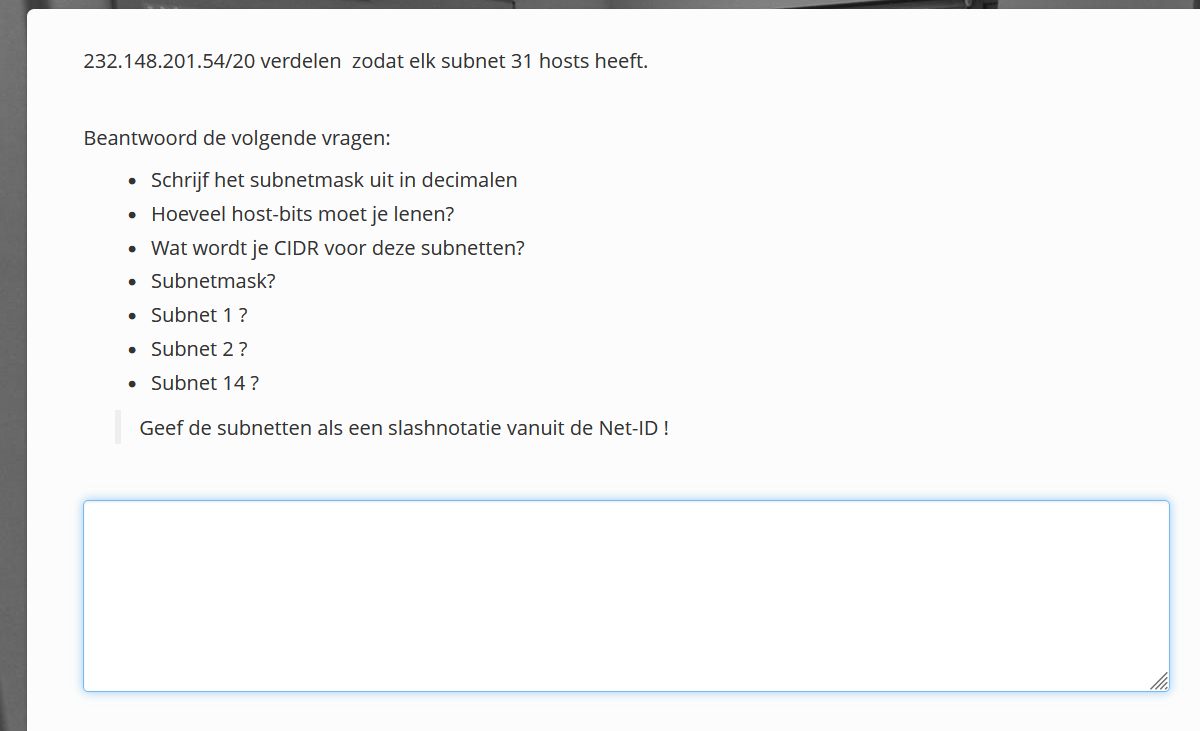 232.148.201.54/20 verdelen  zodat elk subnet 31 hosts heeft.
Beantwoord de volgende vragen:
Schrijf het subnetmask uit in decimalen
Hoeveel host-bits moet je lenen?
Wat wordt je CIDR voor deze subnetten?
Subnetmask?
Subnet 1 ?
Subnet 2 ?
Subnet 14 ?
Geef de subnetten als een slashnotatie vanuit de Net-ID !